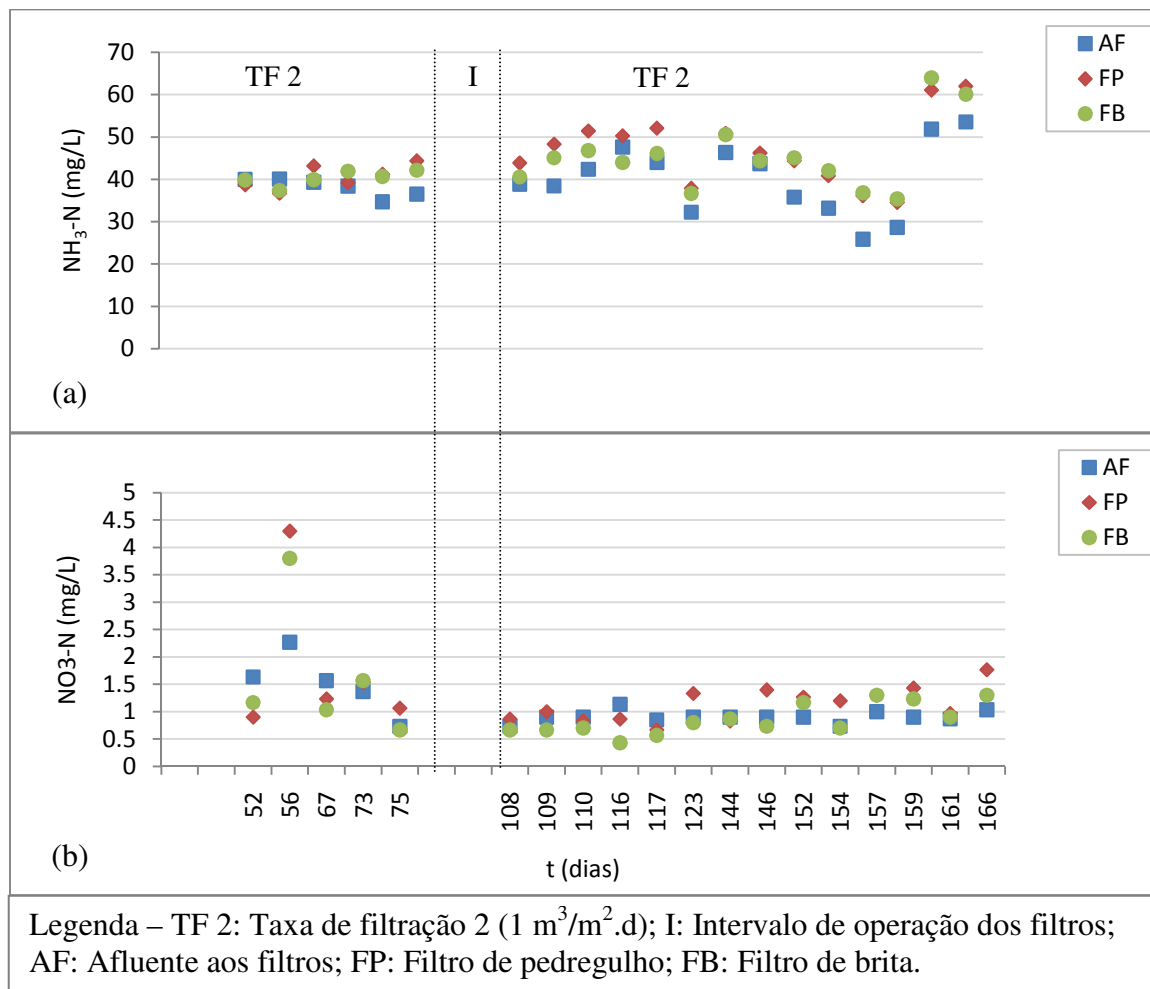 70
60
50
40
30
20
10
0
NH₃-N (mg/L)
TF 2
I
TF 2
AF
FP
FB
(a)
5
4.5
4
3.5
3
2.5
2
1.5
1
0.5
0
NO3-N (mg/L)
AF
FP
FB
52 56 67 73 75 108 109 110 116 117 123 144 146 152 154 157 159 161 166
(b)
t (dias)
Legenda – TF 2: Taxa de filtração 2 (1 m³/m².d); I: Intervalo de operação dos filtros;
AF: Afluente aos filtros; FP: Filtro de pedregulho; FB: Filtro de brita.